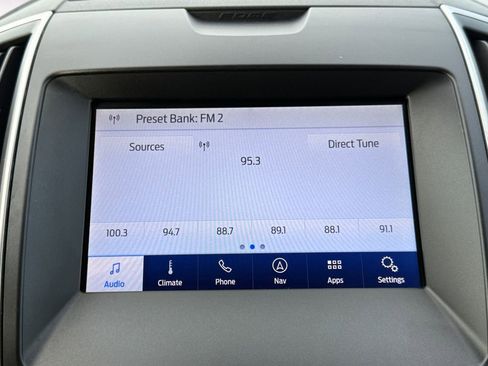 Preset Bank: FM 2
Sources
Direct Tune
95.3
100.3 94.7 88.7 89.1 88.1 91.1
Audio Climate Phone Nav Apps Settings